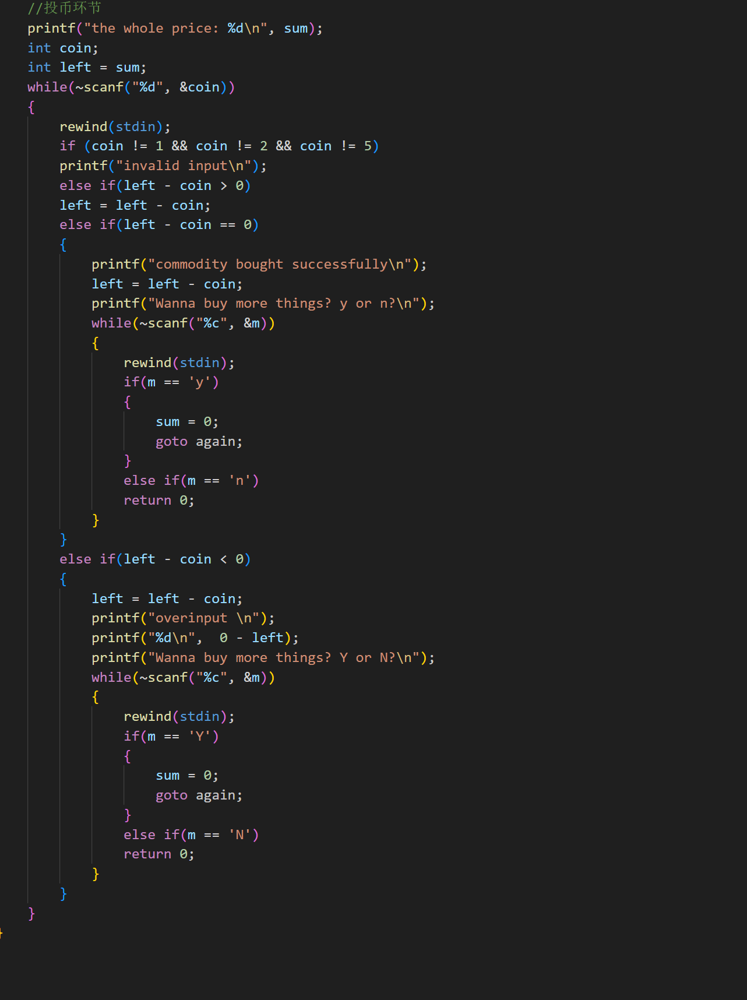 //投币环节
printf("the whole price: %d\n", sum);
int coin;
int left = sum;
while(~scanf("%d", &coin))
{
rewind(stdin);
if (coin != 1 && coin != 2 && coin != 5)
printf("invalid input\n");
else if(left - coin > 0)
left = left - coin;
else if(left - coin == 0)
{
printf("commodity bought successfully\n");
left = left - coin;
printf("Wanna buy more things? y or n?\n");
while(~scanf("%c", &m))
{
rewind(stdin);
if(m == 'y')
{
sum = 0;
goto again;
}
else if(m == 'n')
return 0;
}
}
else if(left - coin < 0)
{
left = left - coin;
printf("overinput \n");
printf("%d\n",  0 - left);
printf("Wanna buy more things? Y or N?\n");
while(~scanf("%c", &m))
{
rewind(stdin);
if(m == 'Y')
{
sum = 0;
goto again;
}
else if(m == 'N')
return 0;
}
}
}
}